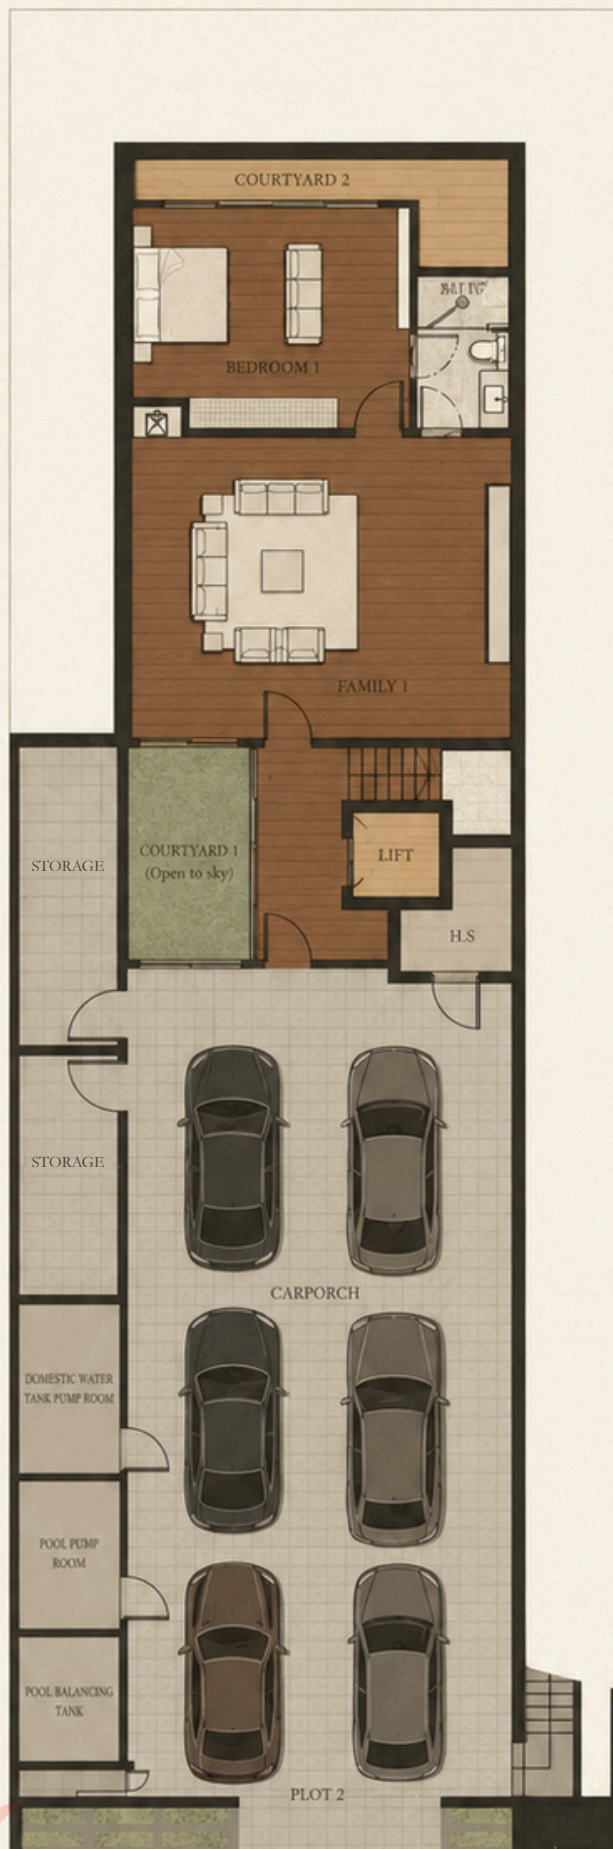 COURTYARD 2
BEDROOM 1
FAMILY 1
STORAGE
COURTYARD 1
(Open to sky)
LIFT
H.S
STORAGE
CARPORCH
DOMESTIC WATER
TANK PUMP ROOM
POOL PUMP
ROOM
POOL BALANCING
TANK
PLOT 2